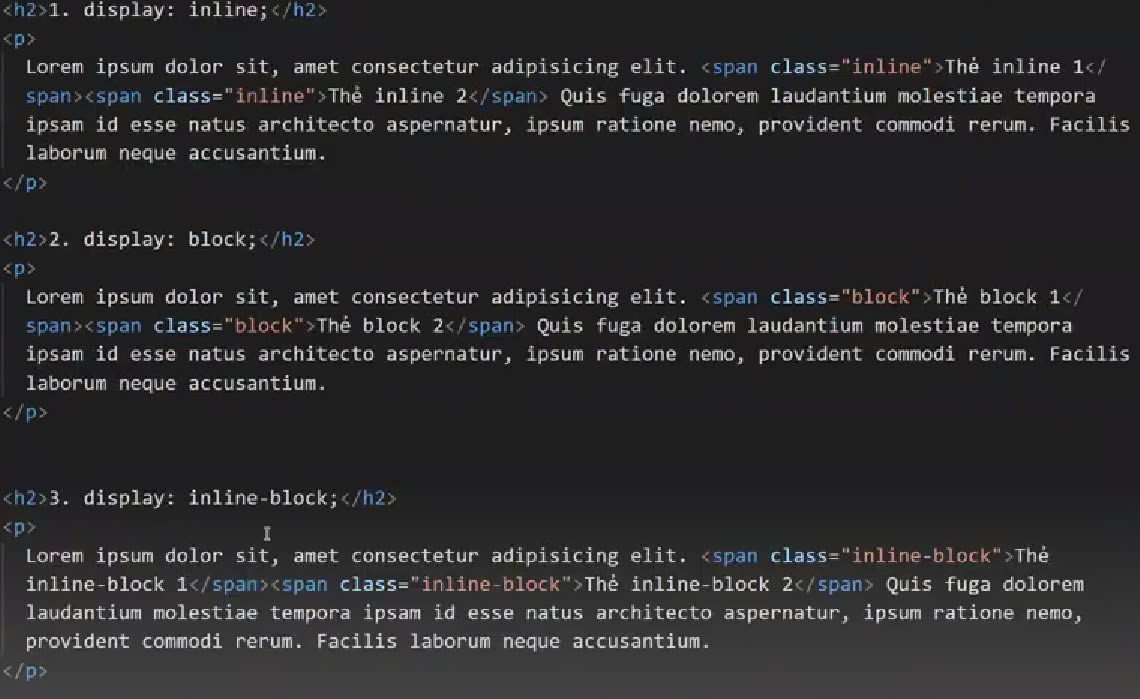 <h2>1. display: inline;</h2>
<p>
Lorem ipsum dolor sit, amet consectetur adipisicing elit. <span class="inline">Thẻ inline 1</
span><span class="inline">Thẻ inline 2</span> Quis fuga dolorem laudantium molestiae tempora
ipsam id esse natus architecto aspernatur, ipsum ratione nemo, provident commodi rerum. Facilis
laborum neque accusantium.
</p>
<h2>2. display: block;</h2>
<p>
Lorem ipsum dolor sit, amet consectetur adipisicing elit. <span class="block">Thẻ block 1</
span><span class="block">Thẻ block 2</span> Quis fuga dolorem laudantium molestiae tempora
ipsam id esse natus architecto aspernatur, ipsum ratione nemo, provident commodi rerum. Facilis
laborum neque accusantium.
</p>
<h2>3. display: inline-block;</h2>
<p>
Lorem ipsum dolor sit, amet consectetur adipisicing elit. <span class="inline-block">Thẻ
inline-block 1</span><span class="inline-block">Thẻ inline-block 2</span> Quis fuga dolorem
laudantium molestiae tempora ipsam id esse natus architecto aspernatur, ipsum ratione nemo,
provident commodi rerum. Facilis laborum neque accusantium.
</p>